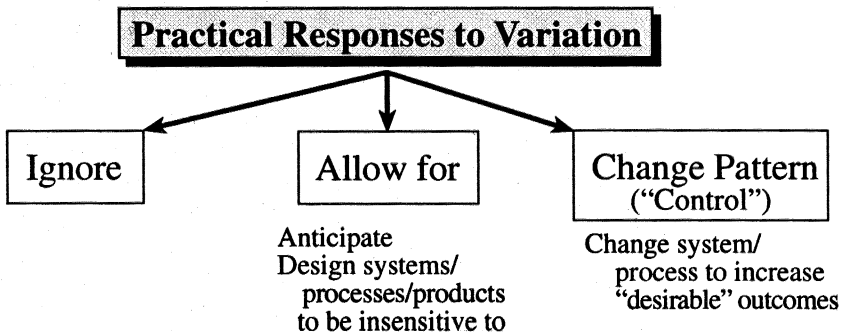 Practical Responses to Variation
Ignore
Allow for
Change Pattern
(“Control”)
Anticipate
Design systems/
processes/products
to be insensitive to
Change system/
process to increase
“desirable” outcomes